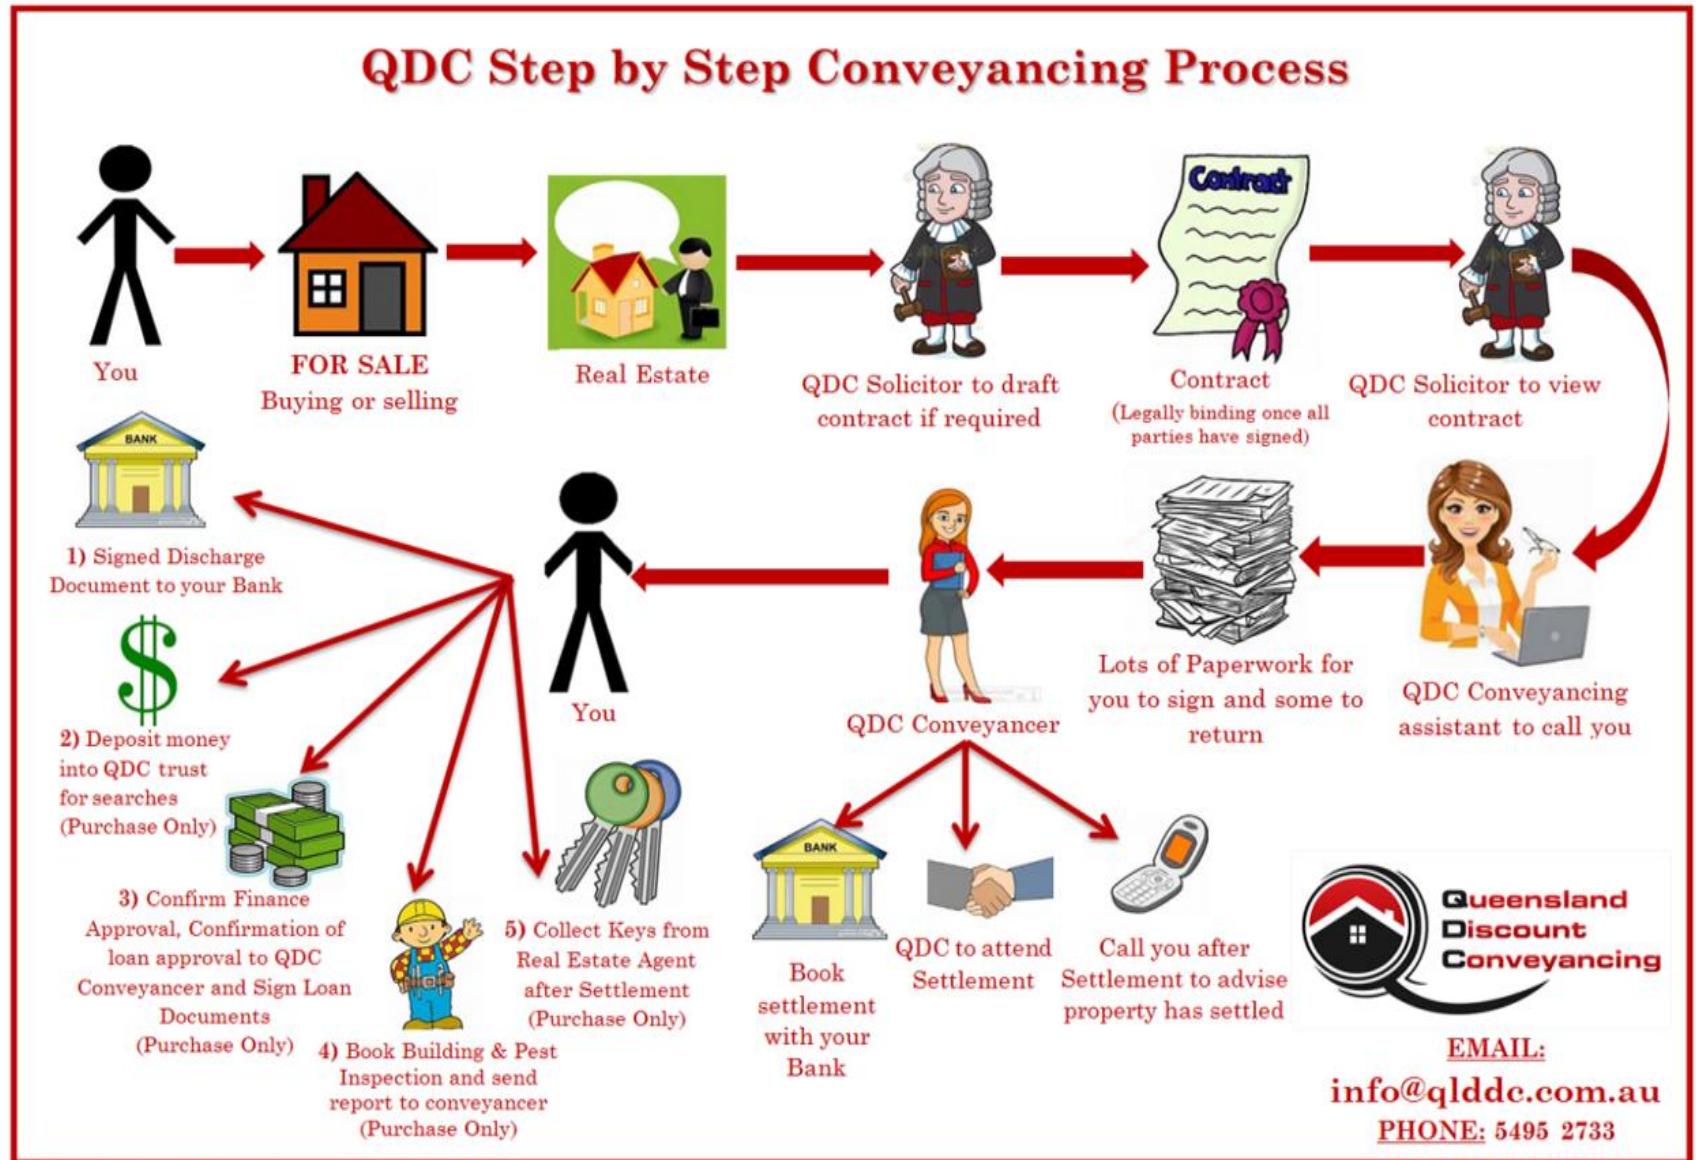 QDC Step by Step Conveyancing Process
You
FOR SALE
Buying or selling
Real Estate
QDC Solicitor to draft
contract if required
Contract
Contract
(Legally binding once all
parties have signed)
QDC Solicitor to view
contract
BANK
1) Signed Discharge
Document to your Bank
2) Deposit money
into QDC trust
for searches
(Purchase Only)
3) Confirm Finance
Approval, Confirmation of
loan approval to QDC
Conveyancer and Sign Loan
Documents
(Purchase Only)
4) Book Building & Pest
Inspection and send
report to conveyancer
(Purchase Only)
5) Collect Keys from
Real Estate Agent
after Settlement
(Purchase Only)
You
QDC Conveyancer
Lots of Paperwork for
you to sign and some to
return
QDC Conveyancing
assistant to call you
BANK
Book
settlement
with your
Bank
QDC to attend
Settlement
Call you after
Settlement to advise
property has settled
Queensland
Discount
Conveyancing
EMAIL:
info@qlddc.com.au
PHONE: 5495 2733